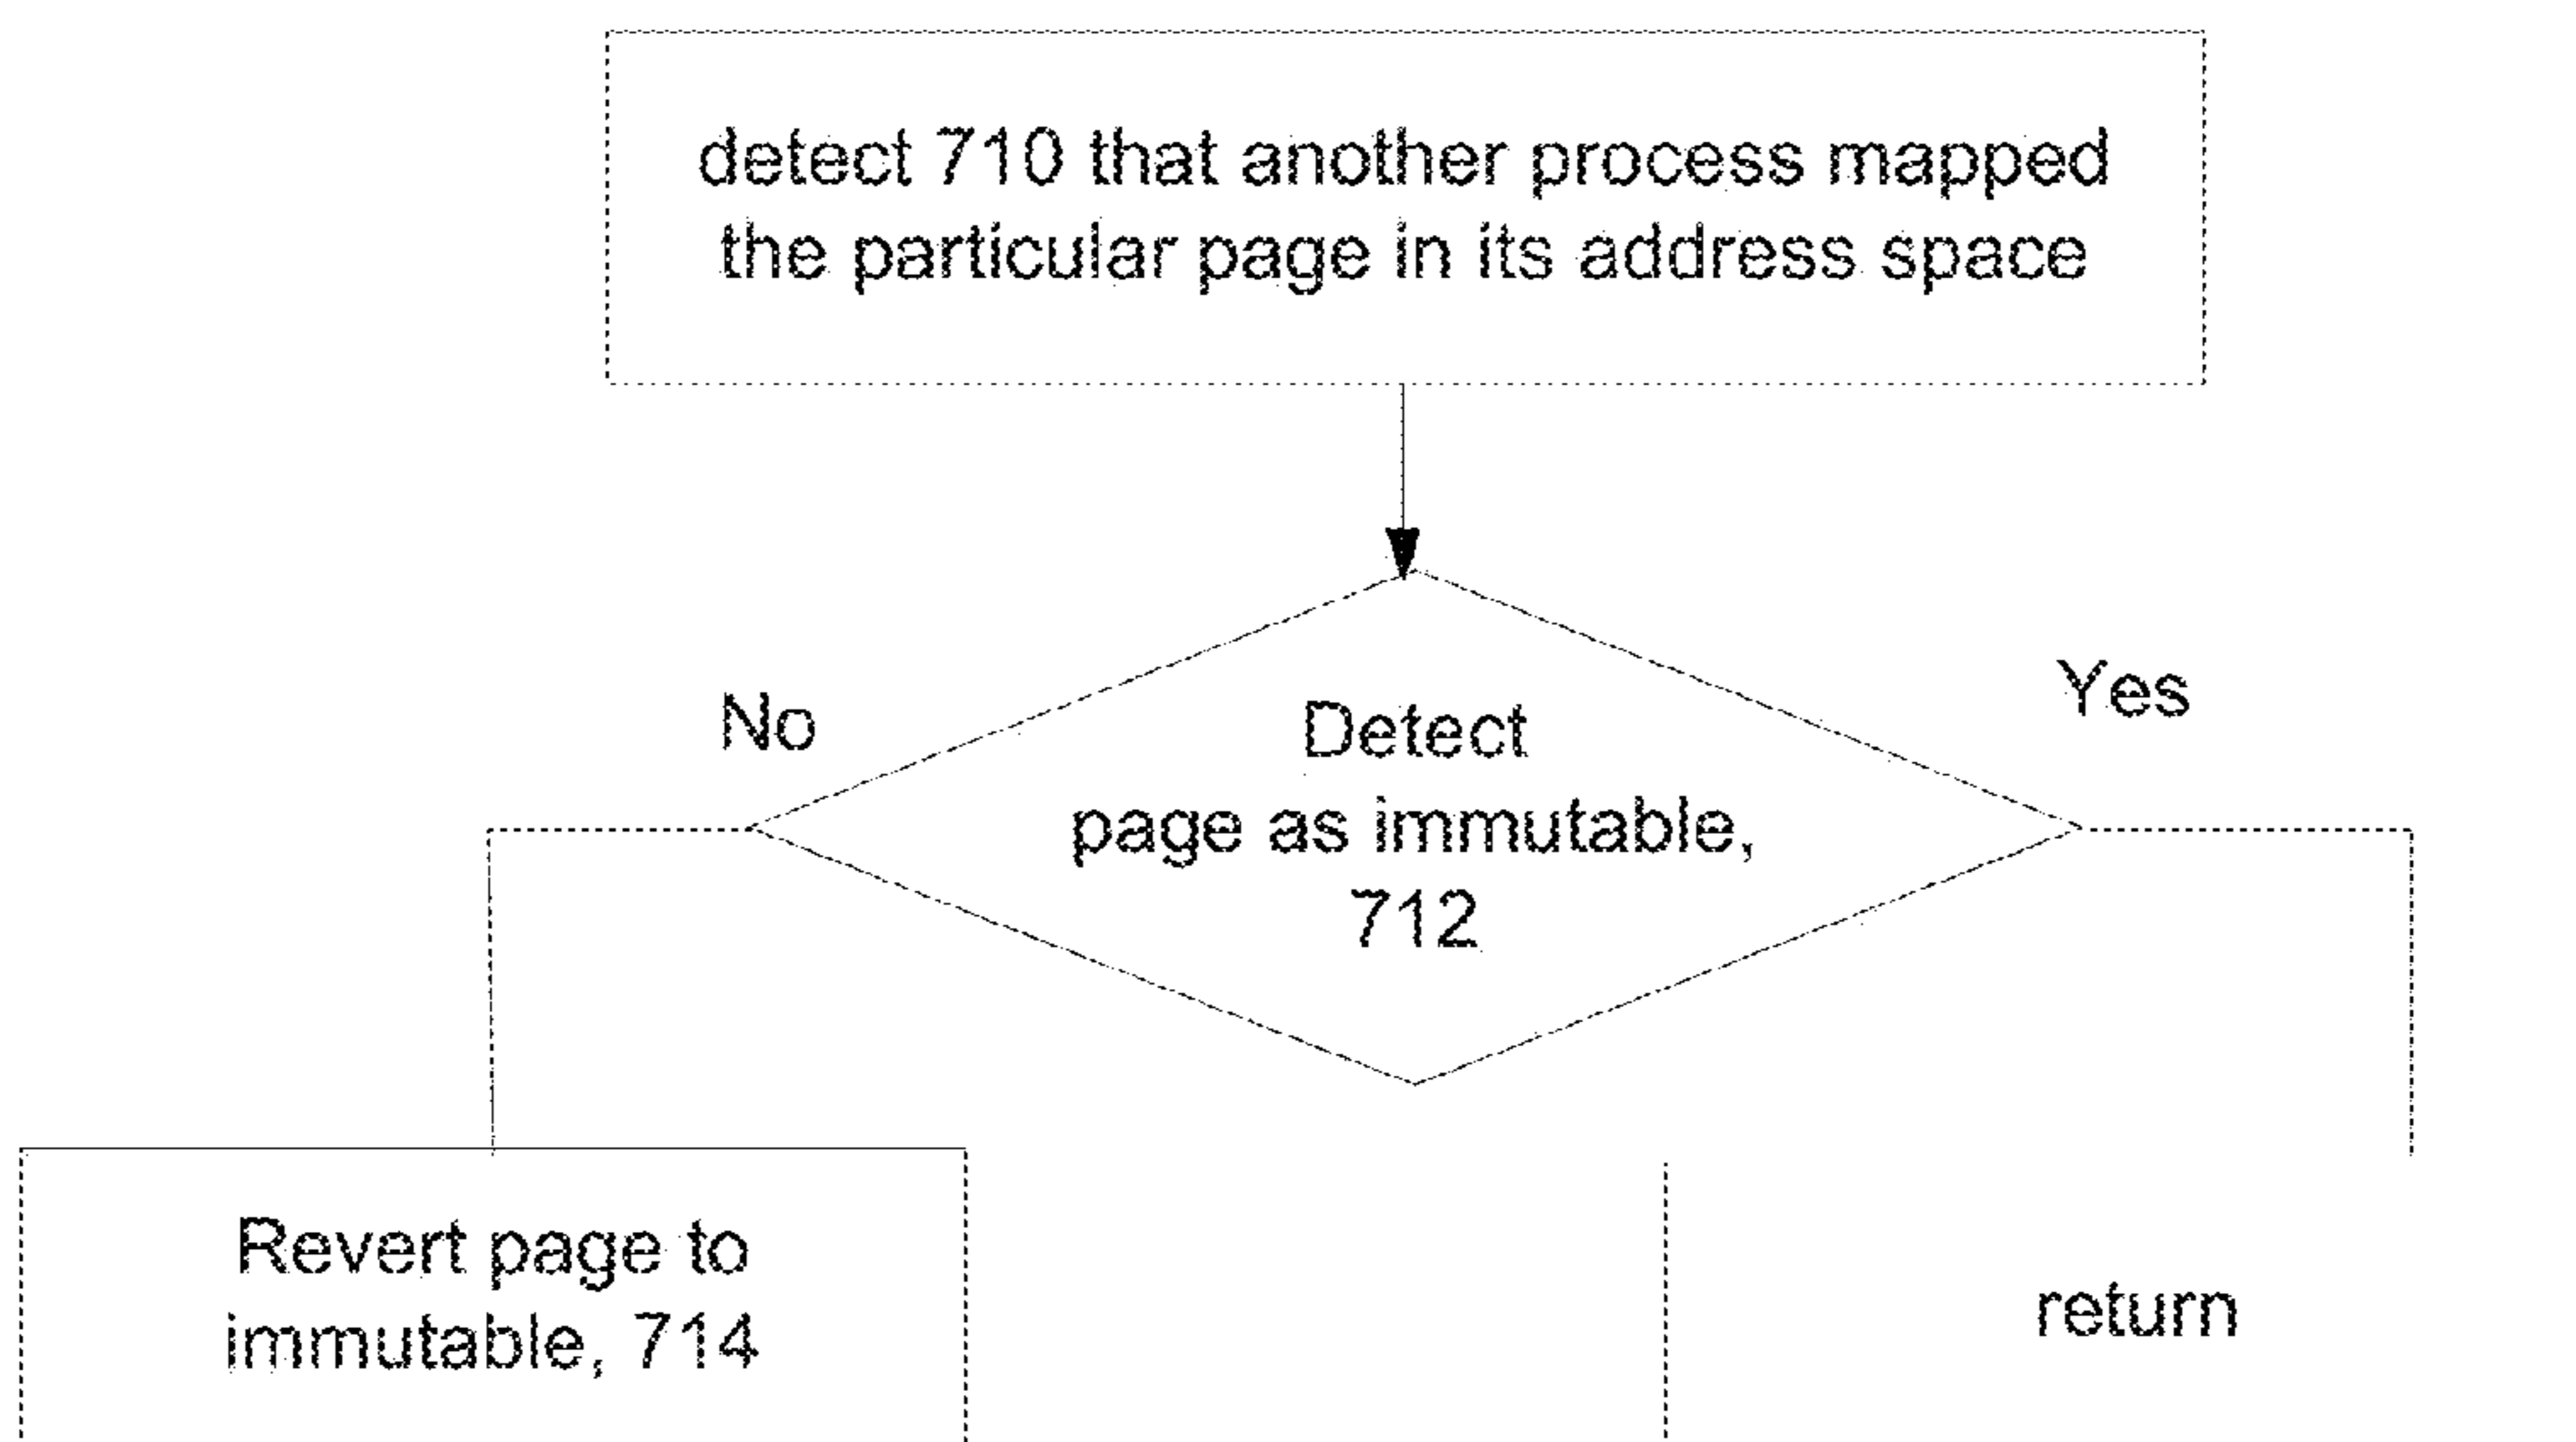 detect 710 that another process mapped
the particular page in its address space
No
Yes
Detect
page as immutable,
712
Revert page to
immutable, 714
return